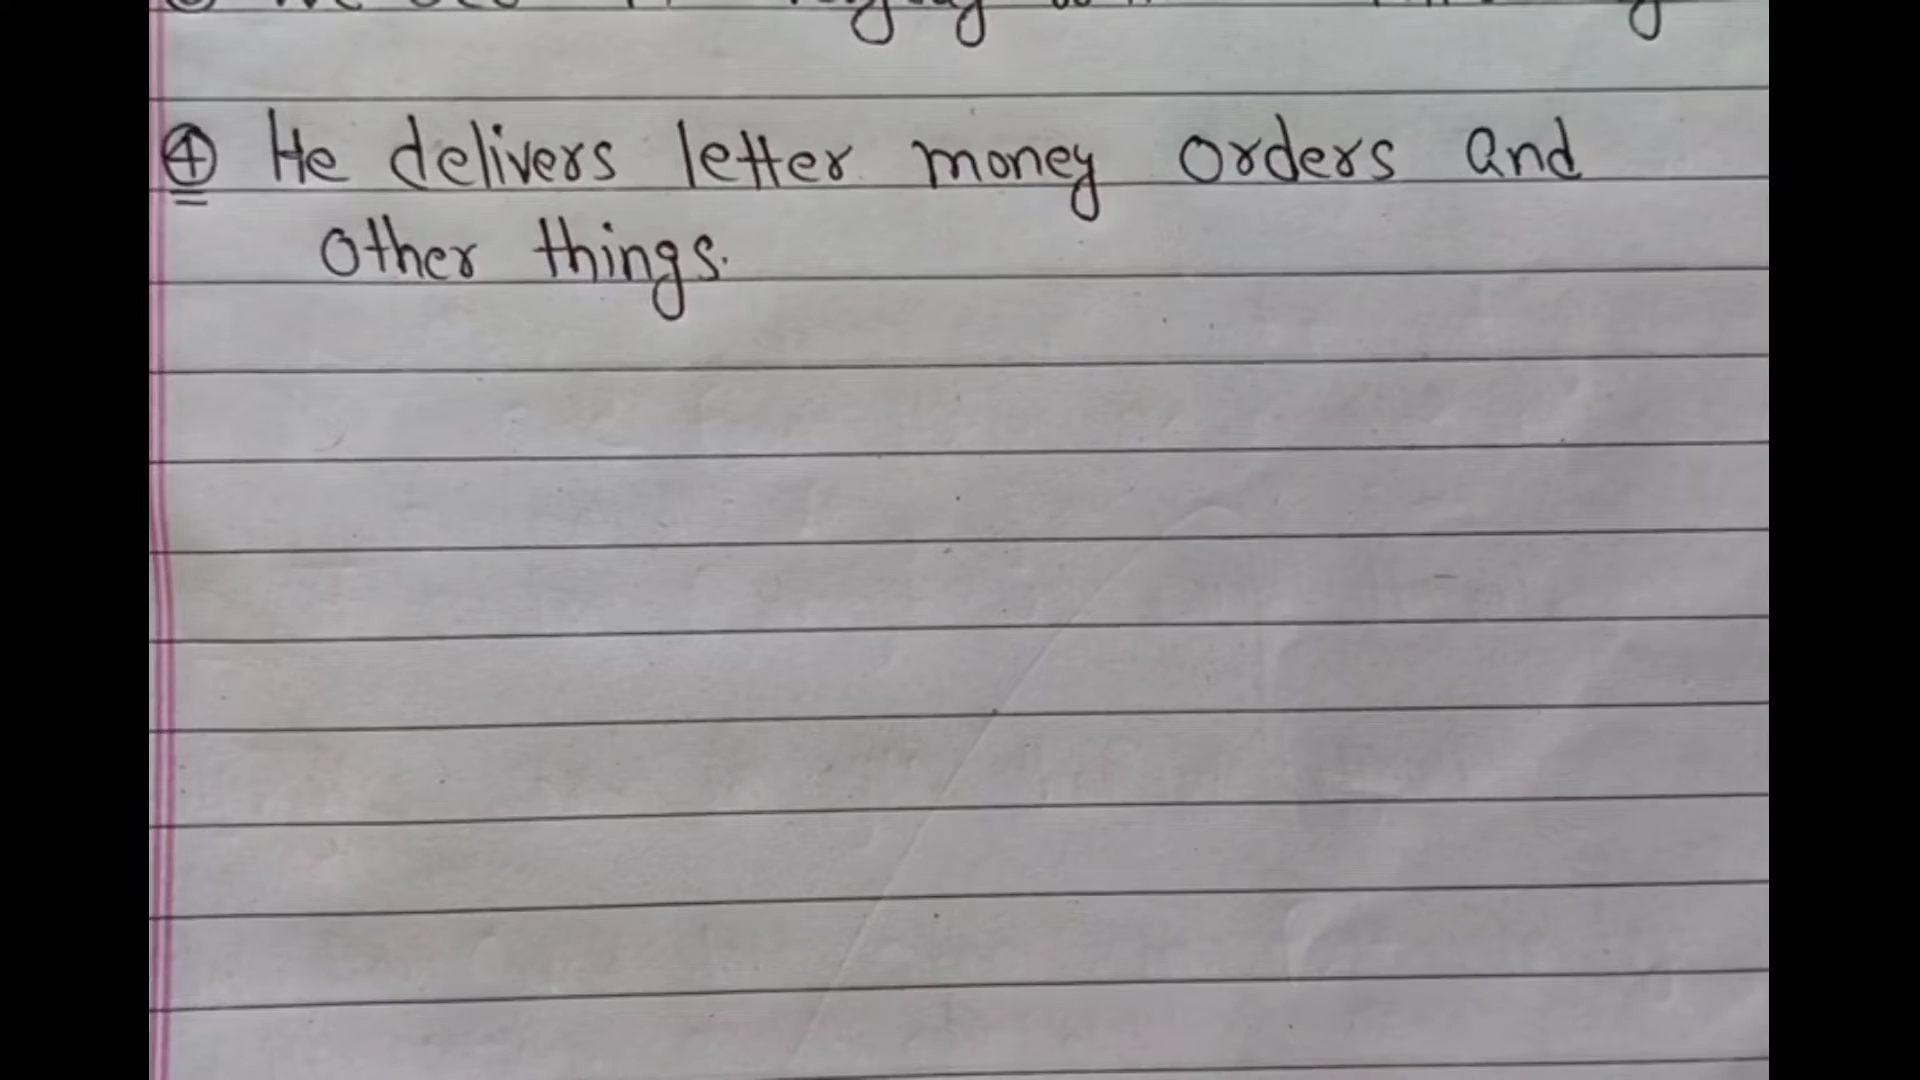 ④ He delivers letter money orders and
other things.